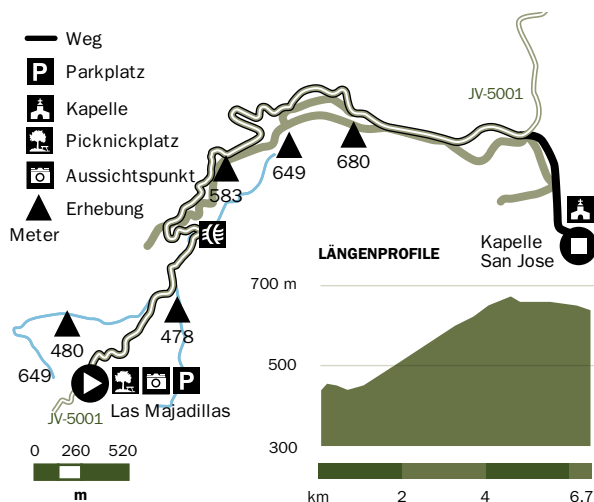 Weg
P Parkplatz
Kapelle
Picknickplatz
Aussichtspunkt
Erhebung
Meter
JV-5001
680
649
583
478
480
649
Kapelle
San Jose
P
Las Majadillas
JV-5001
0 260 520
m
LÄNGENPROFILE
700 m
500
300
km 2 4 6.7